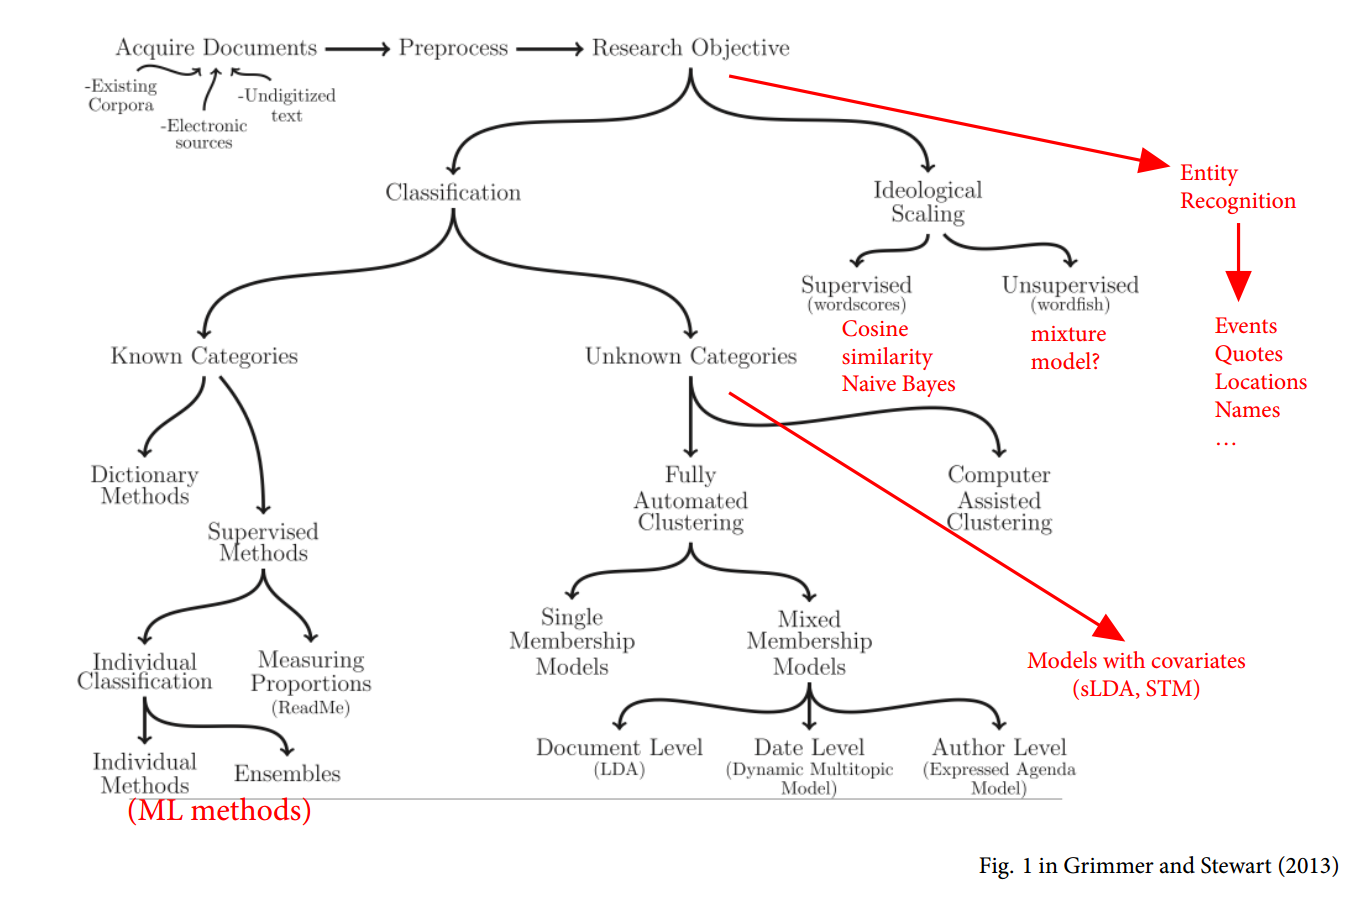 Acquire Documents
Preprocess
Research Objective
-Existing
Corpora
-Electronic
sources
-Undigitized
text
Classification
Ideological
Scaling
Entity
Recognition
Supervised
(wordscores)
Cosine
similarity
Naive Bayes
Unsupervised
(wordfish)
mixture
model?
Events
Quotes
Locations
Names
…
Known Categories
Unknown Categories
Dictionary
Methods
Supervised
Methods
Fully
Automated
Clustering
Computer
Assisted
Clustering
Individual
Classification
Measuring
Proportions
(ReadMe)
Single
Membership
Models
Mixed
Membership
Models
Models with covariates
(sLDA, STM)
Individual
Methods
Ensembles
(ML methods)
Document Level
(LDA)
Date Level
(Dynamic Multitopic
Model)
Author Level
(Expressed Agenda
Model)
Fig. 1 in Grimmer and Stewart (2013)